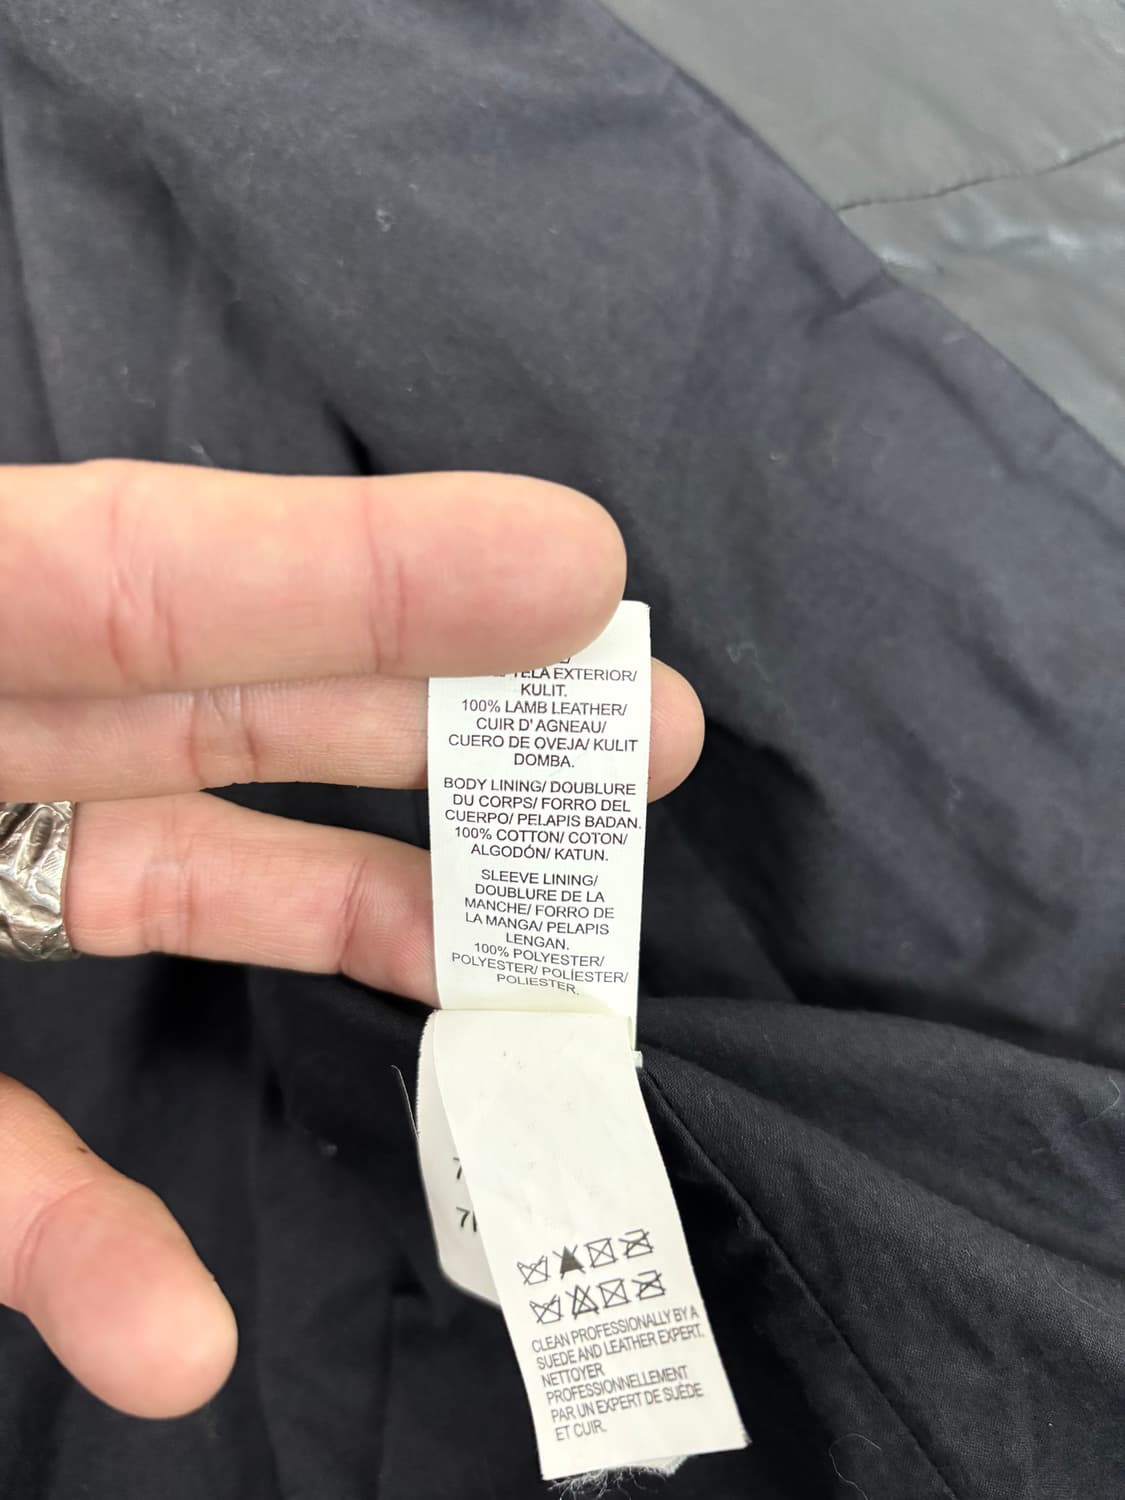 TELA EXTERIOR/
KULIT.
100% LAMB LEATHER/
CUIR D'AGNEAU/
CUERO DE OVEJA/ KULIT
DOMBA.
BODY LINING/ DOUBLURE
DU CORPS/ FORRO DEL
CUERPO/ PELAPIS BADAN.
100% COTTON/ COTON/
ALGODÓN/ KATUN.
SLEEVE LINING/
DOUBLURE DE LA
MANCHE/ FORRO DE
LA MANGA/ PELAPIS
LENGAN.
100% POLYESTER/
POLYESTER/ POLÍESTER/
POLIESTER.
CLEAN PROFESSIONALLY BY A
SUEDE AND LEATHER EXPERT.
NETTOYER
PROFESSIONNELLEMENT
PAR UN EXPERT DE SUÈDE
ET CUIR.